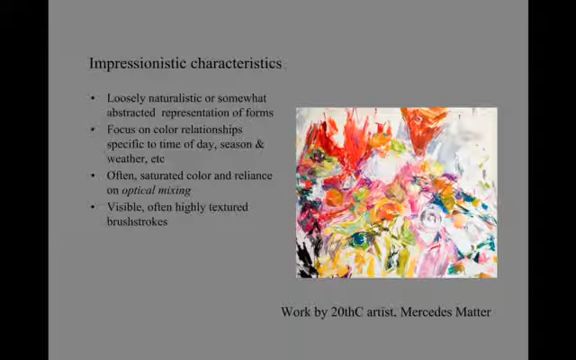 Impressionistic characteristics
• Loosely naturalistic or somewhat
abstracted representation of forms
• Focus on color relationships
specific to time of day, season &
weather, etc
• Often, saturated color and reliance
on optical mixing
• Visible, often highly textured
brushstrokes
Work by 20thC artist, Mercedes Matter